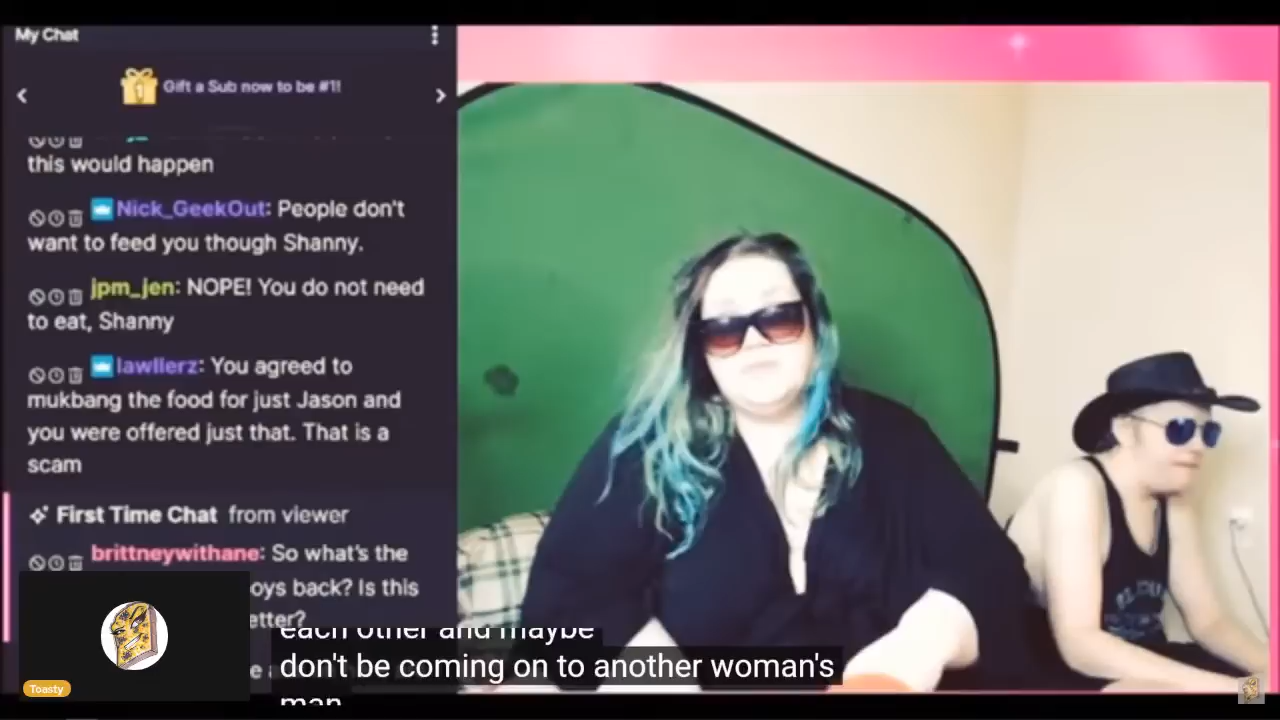 My Chat
Gift a Sub now to be #1!
this would happen
Nick_GeekOut: People don't
want to feed you though Shanny.
jpm_jen: NOPE! You do not need
to eat, Shanny
lawllerz: You agreed to
mukbang the food for just Jason and
you were offered just that. That is a
scam
First Time Chat from viewer
brittneywithane: So what's the
oys back? Is this
etter?
each other and maybe
don't be coming on to another woman's
man
Toasty